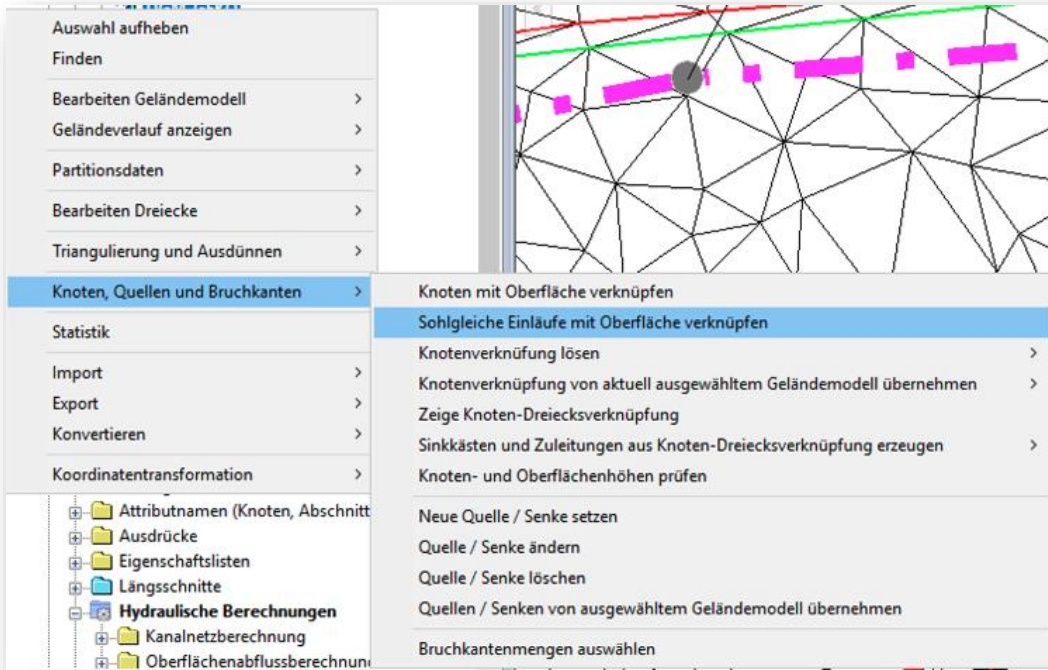 Auswahl aufheben
Finden
Bearbeiten Geländemodell
Geländeverlauf anzeigen
Partitionsdaten
Bearbeiten Dreiecke
Triangulierung und Ausdünnen
Knoten, Quellen und Bruchkanten
Statistik
Import
Export
Konvertieren
Koordinatentransformation
Knoten mit Oberfläche verknüpfen
Sohlgleiche Einläufe mit Oberfläche verknüpfen
Knotenverknüfung lösen
Knotenverknüpfung von aktuell ausgewähltem Geländemodell übernehmen
Zeige Knoten-Dreiecksverknüpfung
Sinkkästen und Zuleitungen aus Knoten-Dreiecksverknüpfung erzeugen
Knoten- und Oberflächenhöhen prüfen
Neue Quelle / Senke setzen
Quelle / Senke ändern
Quelle / Senke löschen
Quellen / Senken von ausgewähltem Geländemodell übernehmen
Bruchkantenmengen auswählen
Attributnamen (Knoten, Abschnitt
Ausdrücke
Eigenschaftslisten
Längsschnitte
Hydraulische Berechnungen
Kanalnetzberechnung
Oberflächenabflussberechnun